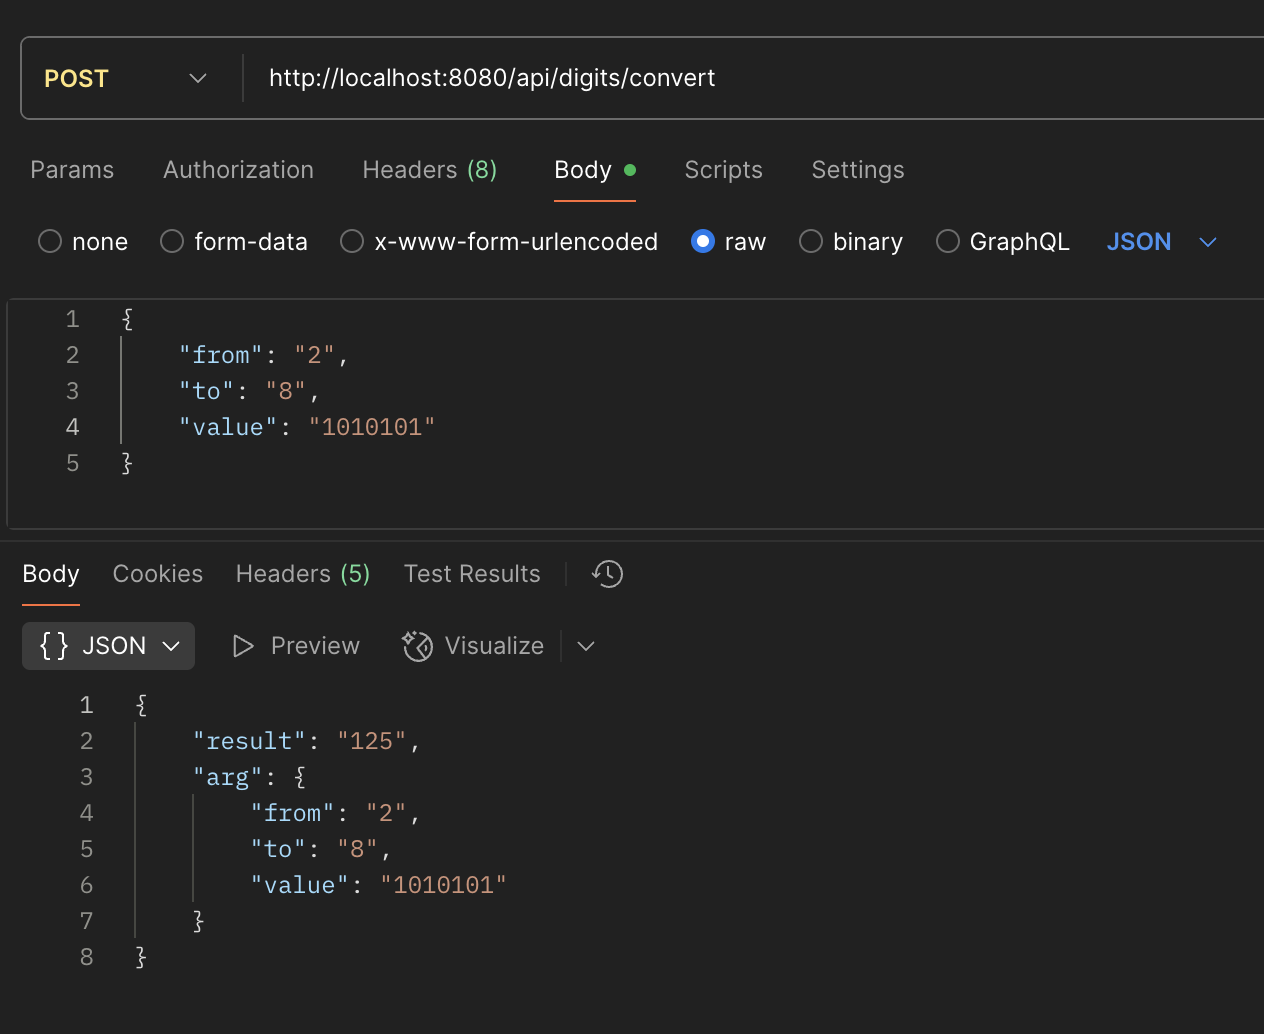 POST http://localhost:8080/api/digits/convert
Params Authorization Headers (8) Body Scripts Settings
none form-data x-www-form-urlencoded raw binary GraphQL JSON
1 {
2 "from": "2",
3 "to": "8",
4 "value": "1010101"
5 }
Body Cookies Headers (5) Test Results
{} JSON Preview Visualize
1 {
2 "result": "125",
3 "arg": {
4 "from": "2",
5 "to": "8",
6 "value": "1010101"
7 }
8 }